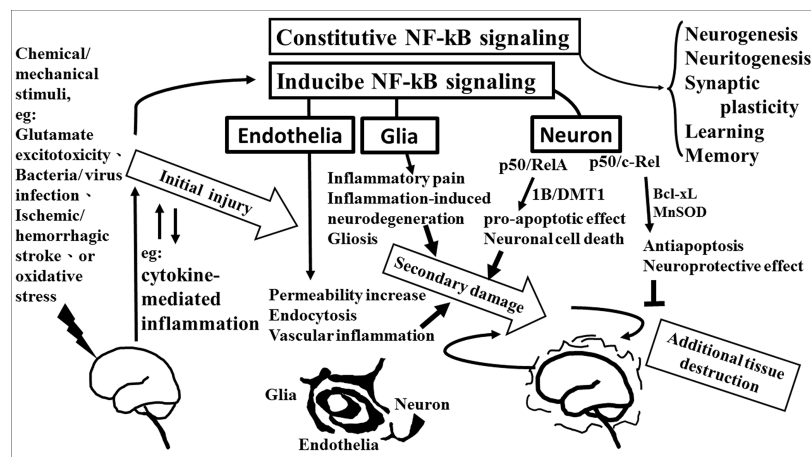 Constitutive NF-kB signaling
Inducibe NF-kB signaling
Neurogenesis
Neuritogenesis
Synaptic
plasticity
Learning
Memory
Chemical/
mechanical
stimuli,
eg:
Glutamate
excitotoxicity、
Bacteria/virus
infection、
Ischemic/
hemorrhagic
stroke、or
oxidative
stress
Initial injury
eg:
cytokine-
mediated
inflammation
Endothelia
Glia
Neuron
Inflammatory pain
Inflammation-induced
neurodegeneration
Gliosis
p50/RelA
1B/DMT1
pro-apoptotic effect
Neuronal cell death
p50/c-Rel
Bcl-xL
MnSOD
Antiapoptosis
Neuroprotective effect
Permeability increase
Endocytosis
Vascular inflammation
Secondary damage
Additional tissue
destruction
Glia
Neuron
Endothelia